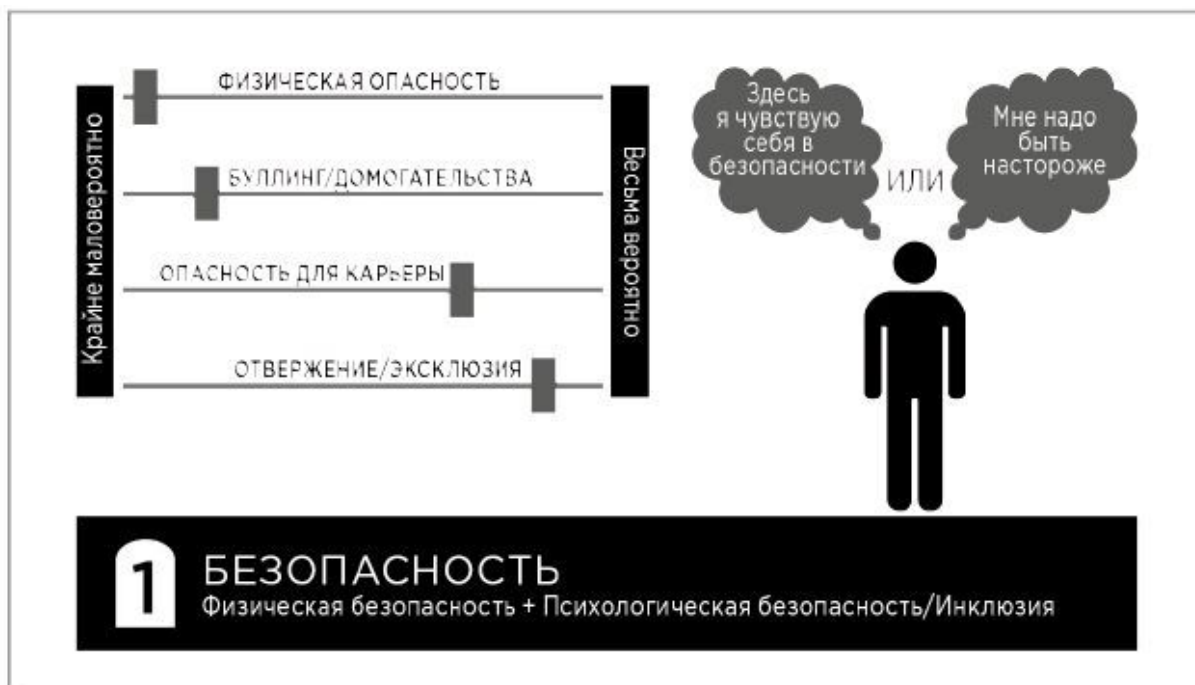 ФИЗИЧЕСКАЯ ОПАСНОСТЬ
БУЛЛИНГ/ДОМОГАТЕЛЬСТВА
ОПАСНОСТЬ ДЛЯ КАРЬЕРЫ
ОТВЕРЖЕНИЕ/ЭКСКЛЮЗИЯ
Крайне маловероятно
Весьма вероятно
Здесь
я чувствую
себя в
безопасности
ИЛИ
Мне надо
быть
настороже
1
БЕЗОПАСНОСТЬ
Физическая безопасность + Психологическая безопасность/Инклюзия